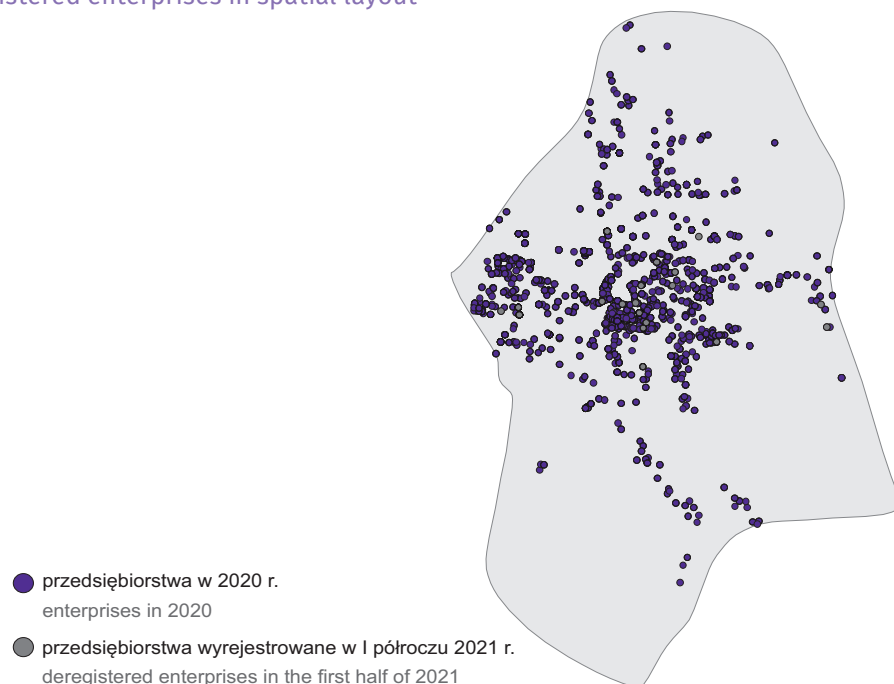 enterprises in spatial layout
przedsiębiorstwa w 2020 r.
enterprises in 2020
przedsiębiorstwa wyrejestrowane w I półroczu 2021 r.
deregistered enterprises in the first half of 2021